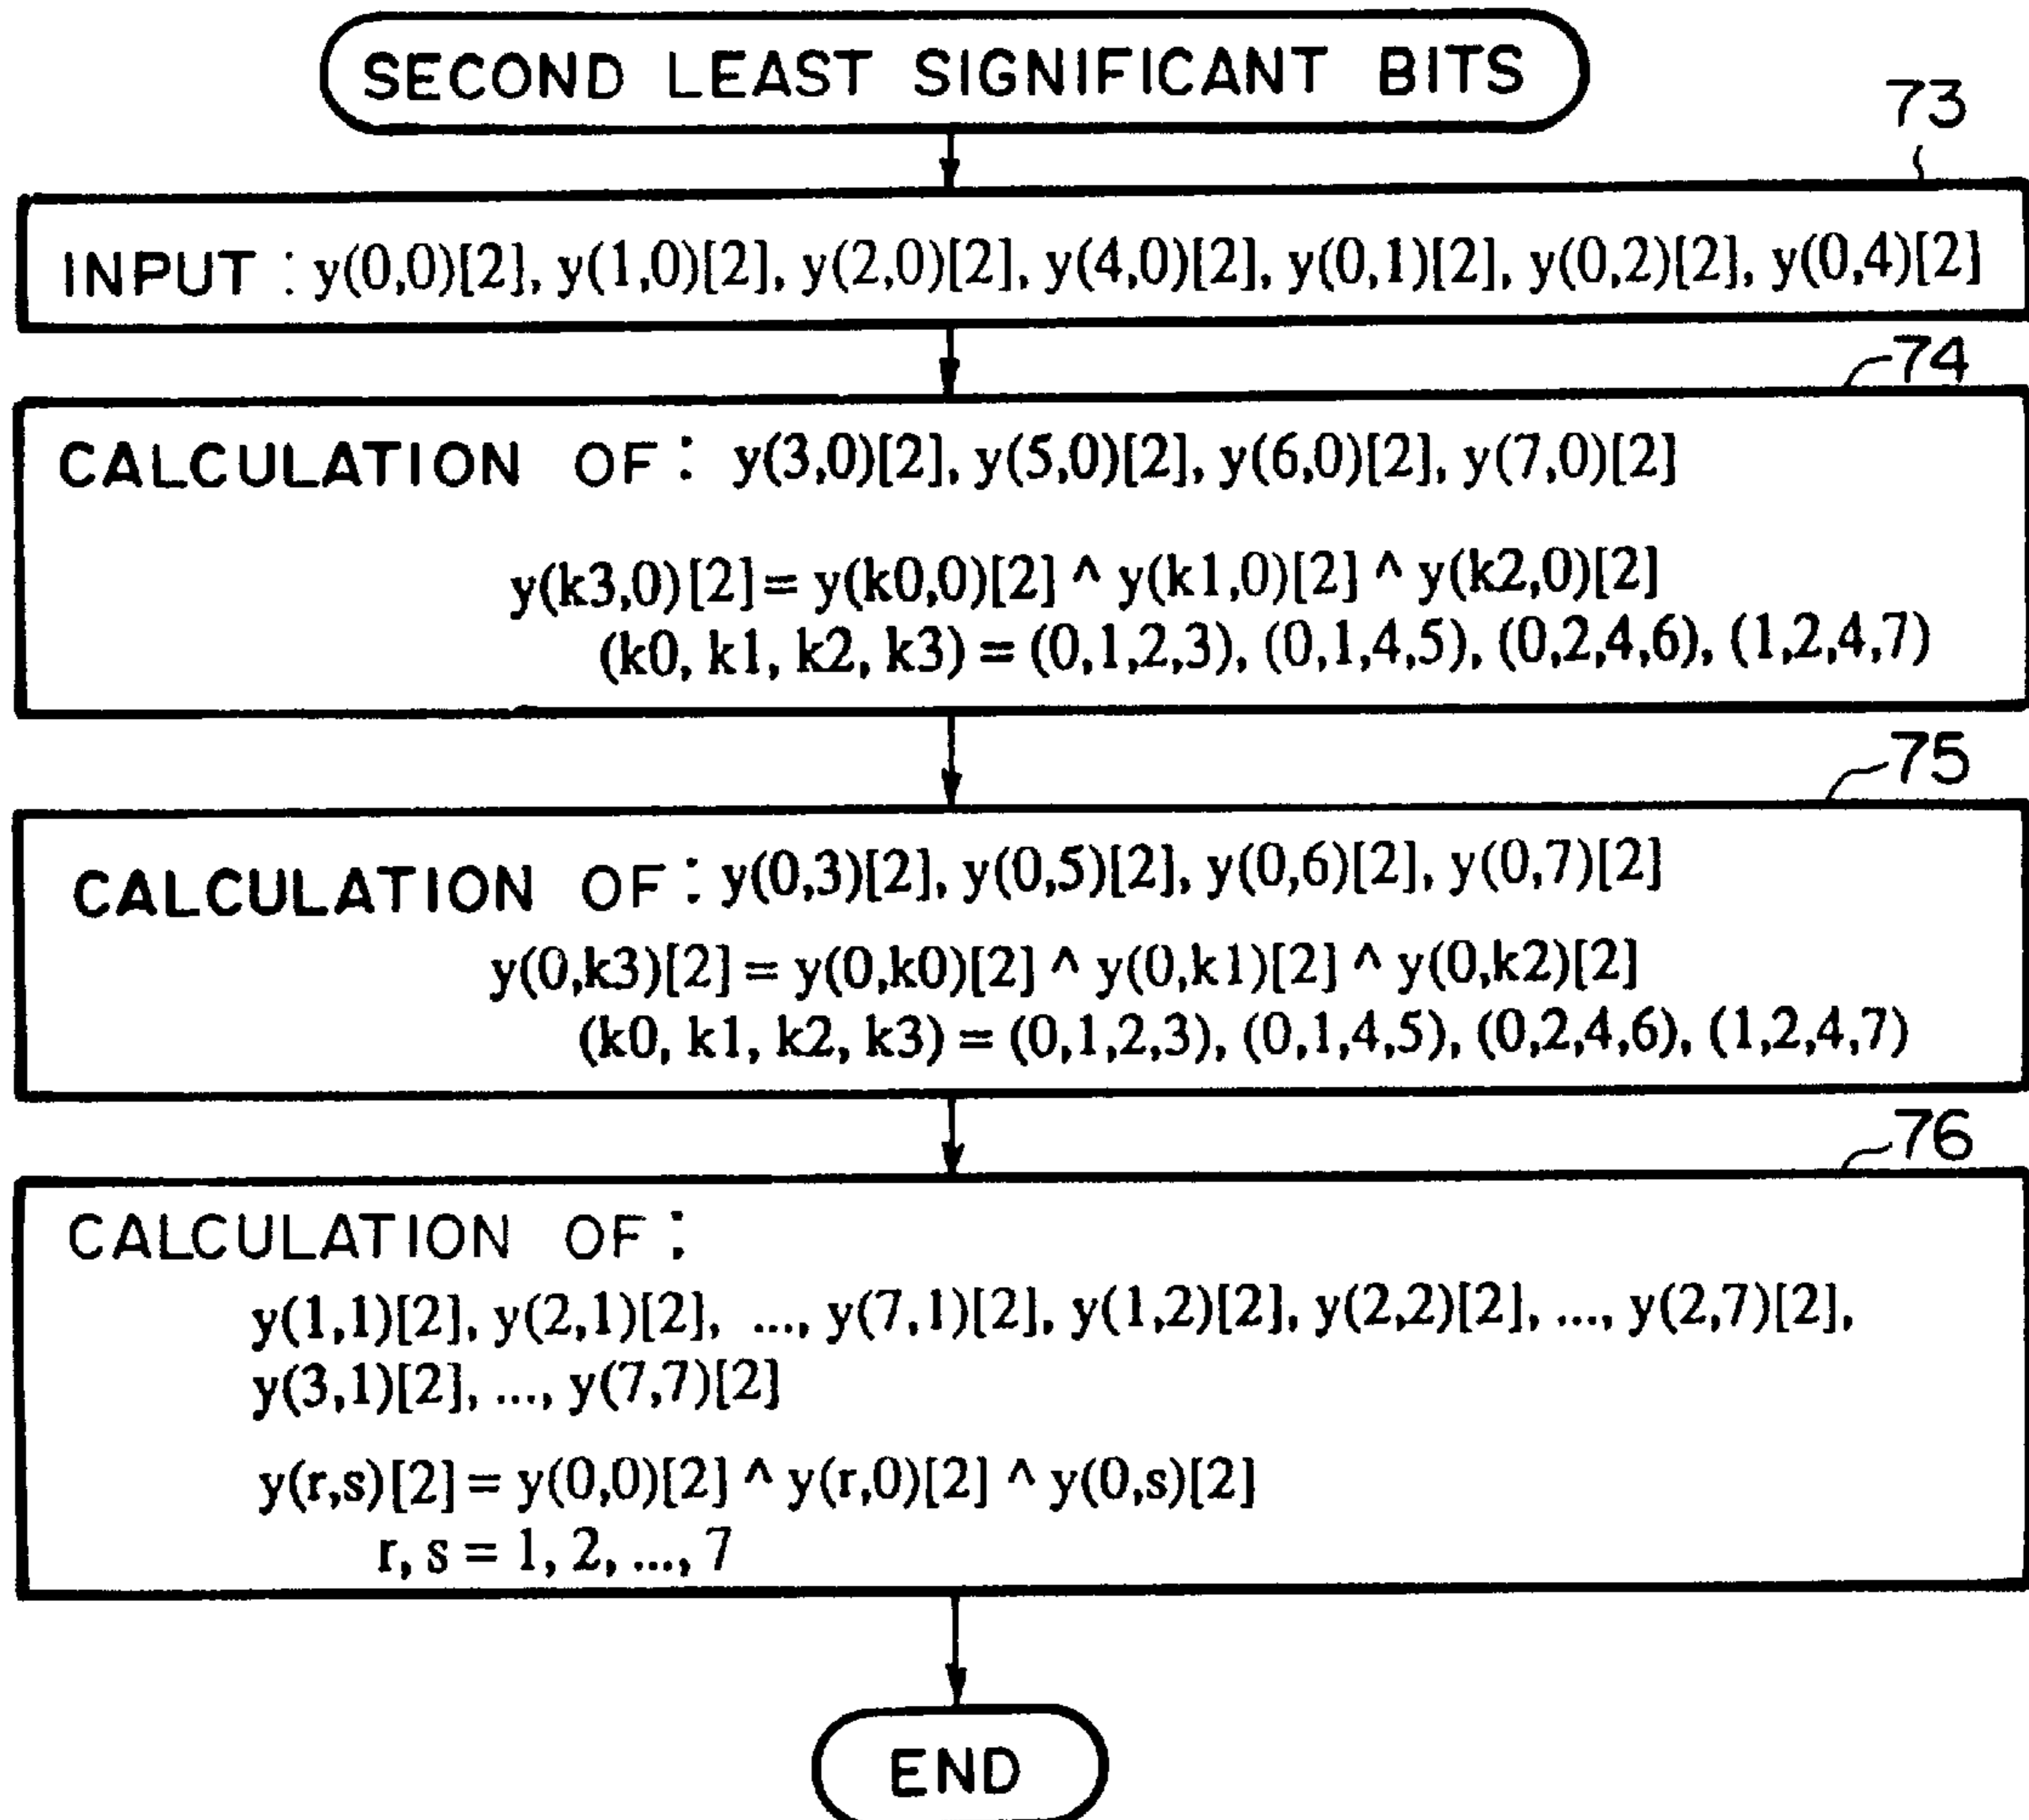 SECOND LEAST SIGNIFICANT BITS
73
INPUT : y(0,0)[2], y(1,0)[2], y(2,0)[2], y(4,0)[2], y(0,1)[2], y(0,2)[2], y(0,4)[2]
74
CALCULATION OF : y(3,0)[2], y(5,0)[2], y(6,0)[2], y(7,0)[2]
y(k3,0)[2] = y(k0,0)[2] ^ y(k1,0)[2] ^ y(k2,0)[2]
(k0, k1, k2, k3) = (0,1,2,3), (0,1,4,5), (0,2,4,6), (1,2,4,7)
75
CALCULATION OF : y(0,3)[2], y(0,5)[2], y(0,6)[2], y(0,7)[2]
y(0,k3)[2] = y(0,k0)[2] ^ y(0,k1)[2] ^ y(0,k2)[2]
(k0, k1, k2, k3) = (0,1,2,3), (0,1,4,5), (0,2,4,6), (1,2,4,7)
76
CALCULATION OF :
y(1,1)[2], y(2,1)[2], ..., y(7,1)[2], y(1,2)[2], y(2,2)[2], ..., y(2,7)[2],
y(3,1)[2], ..., y(7,7)[2]
y(r,s)[2] = y(0,0)[2] ^ y(r,0)[2] ^ y(0,s)[2]
r, s = 1, 2, ..., 7
END